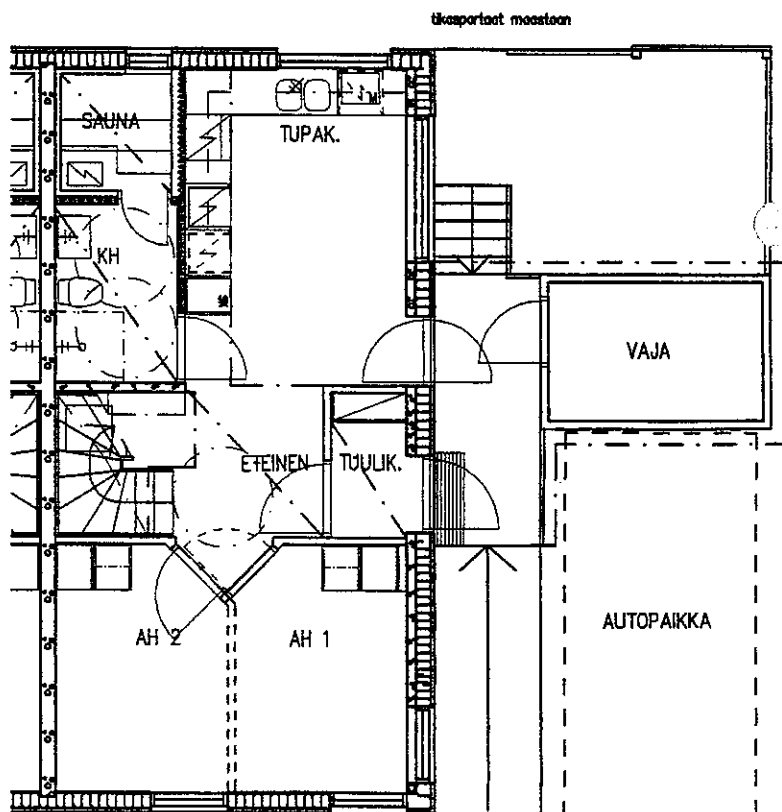 tikasportaat maastoon
SAUNA
TUPAK.
KH
VAJA
ETEINEN
TUULIK.
AH 2
AH 1
AUTOPAIKKA